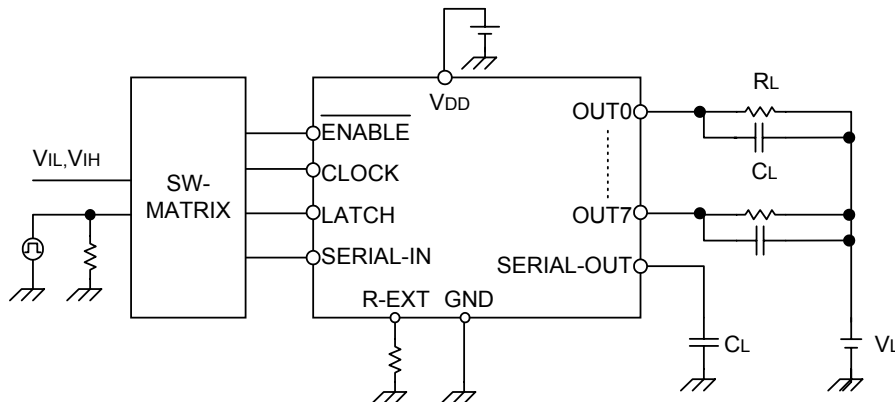 VDD
OUT0
RL
ENABLE
VIL,VIH
CL
CLOCK
SW-
MATRIX
LATCH
OUT7
SERIAL-IN
SERIAL-OUT
R-EXT
GND
CL
VL